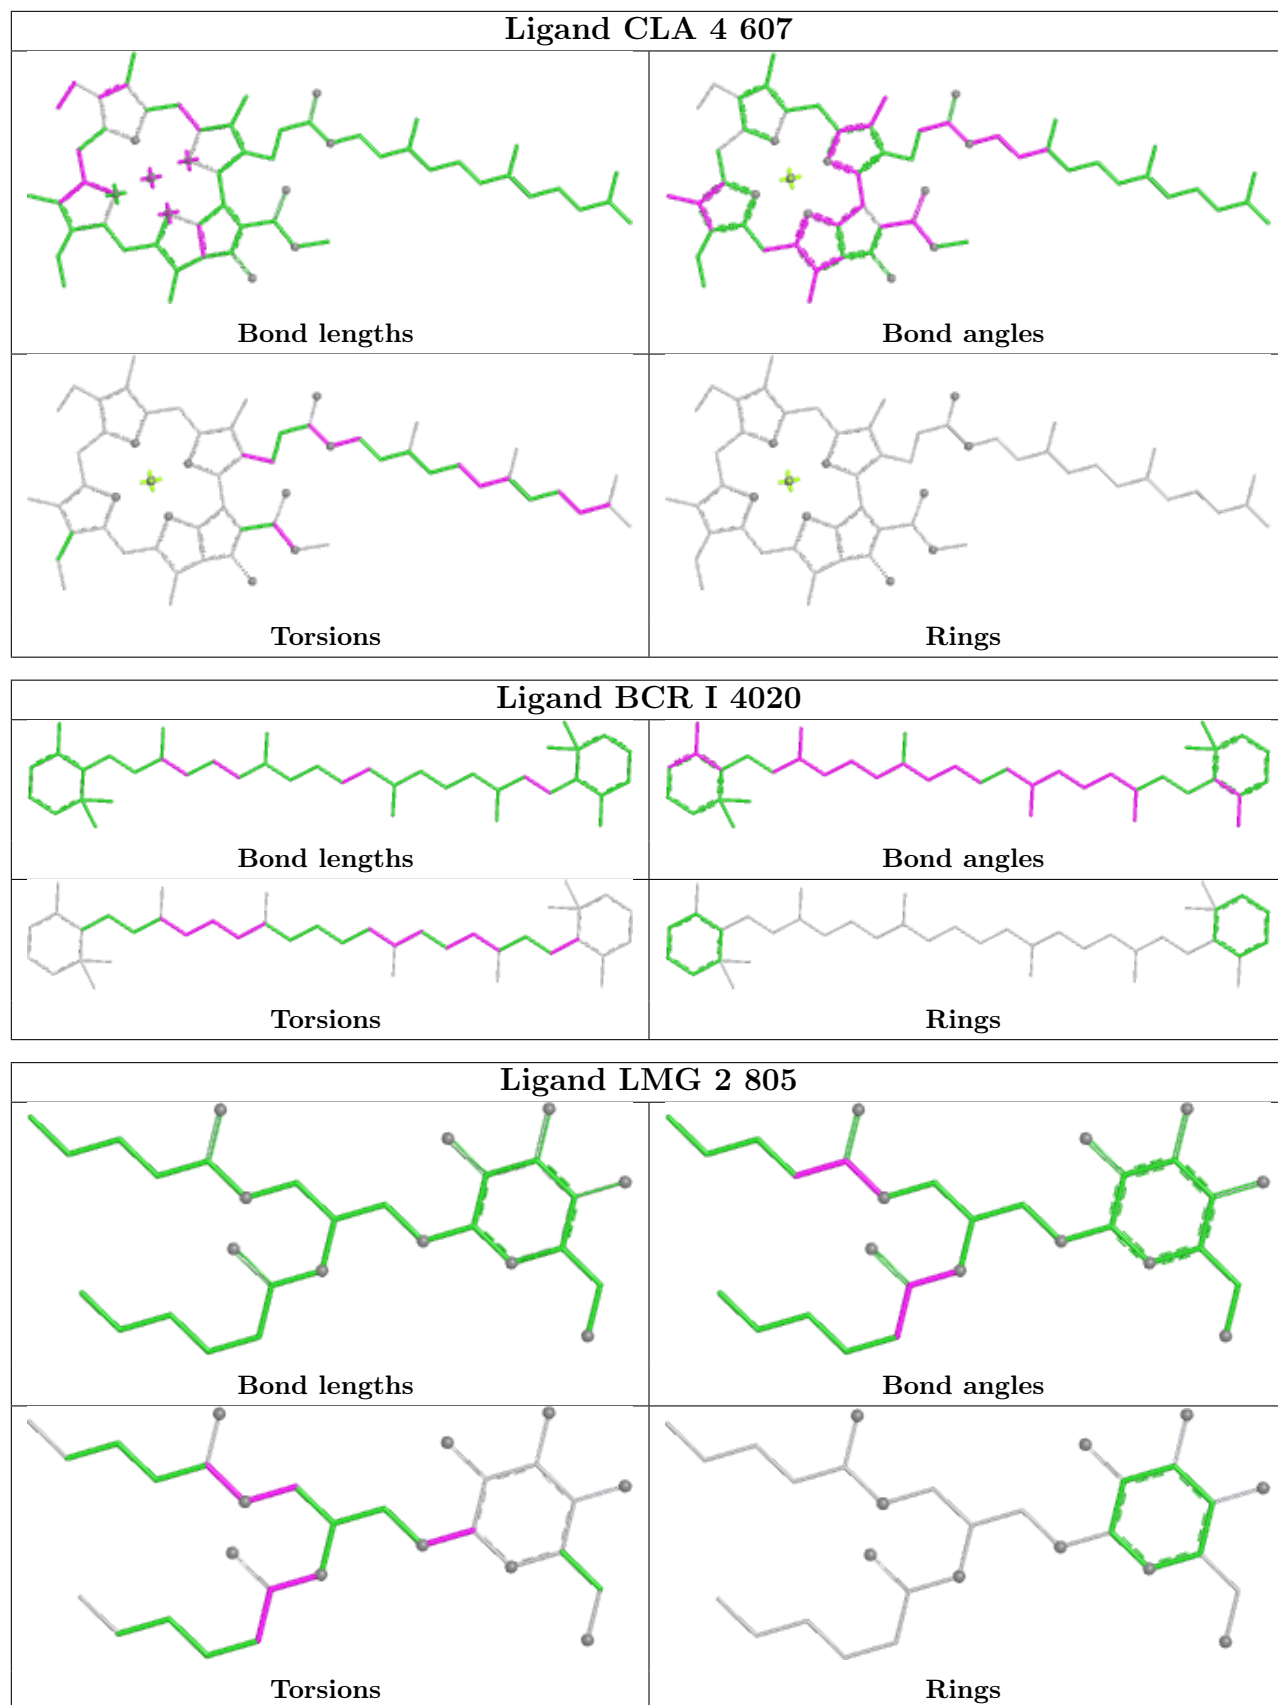 Ligand CLA 4 607
Bond lengths
Bond angles
Torsions
Rings
Ligand BCR I 4020
Bond lengths
Bond angles
Torsions
Rings
Ligand LMG 2 805
Bond lengths
Bond angles
Torsions
Rings